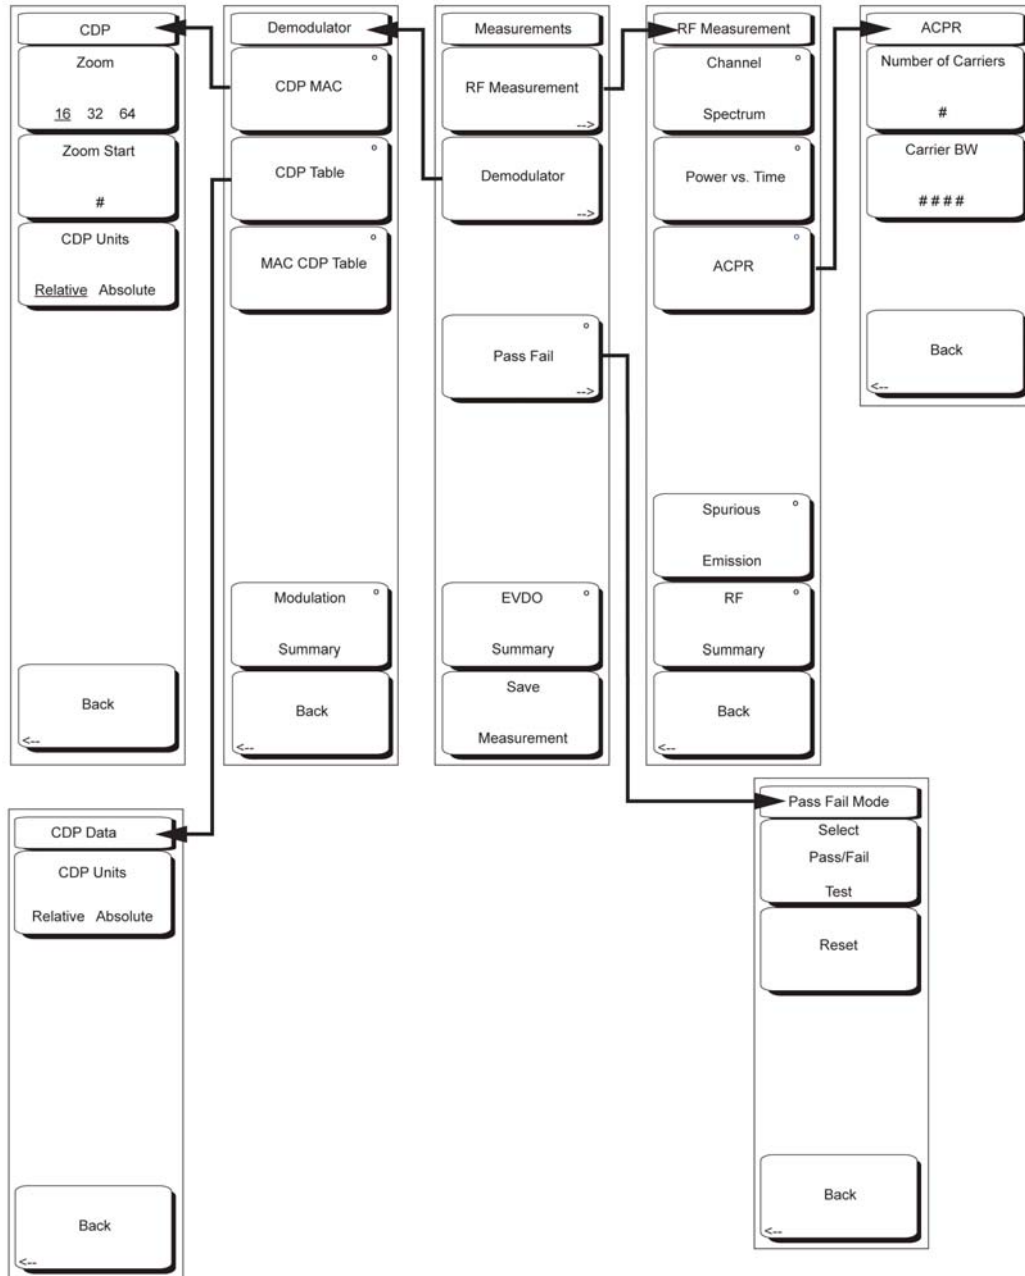 CDP
Zoom
16 32 64
Zoom Start
#
CDP Units
Relative Absolute
Back
<--
Demodulator
o
CDP MAC
o
CDP Table
o
MAC CDP Table
Modulation o
Summary
Back
<--
Measurements
RF Measurement
-->
Demodulator
-->
o
Pass Fail
-->
EVDO o
Summary
Save
Measurement
RF Measurement
Channel o
Spectrum
o
Power vs. Time
o
ACPR
Spurious o
Emission
RF o
Summary
Back
<--
ACPR
Number of Carriers
#
Carrier BW
# # # #
Back
<--
CDP Data
CDP Units
Relative Absolute
Back
<--
Pass Fail Mode
Select
Pass/Fail
Test
Reset
Back
<--